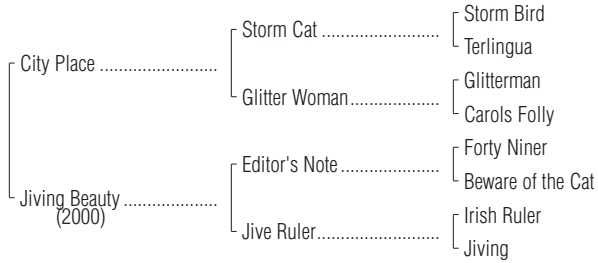 Storm Bird
Storm Cat ........................
Terlingua
City Place ........................
Glitterman
Glitter Woman ..................
Carols Folly
Forty Niner
Editor's Note ....................
Beware of the Cat
Jiving Beauty ...................
(2000)
Irish Ruler
Jive Ruler.........................
Jiving